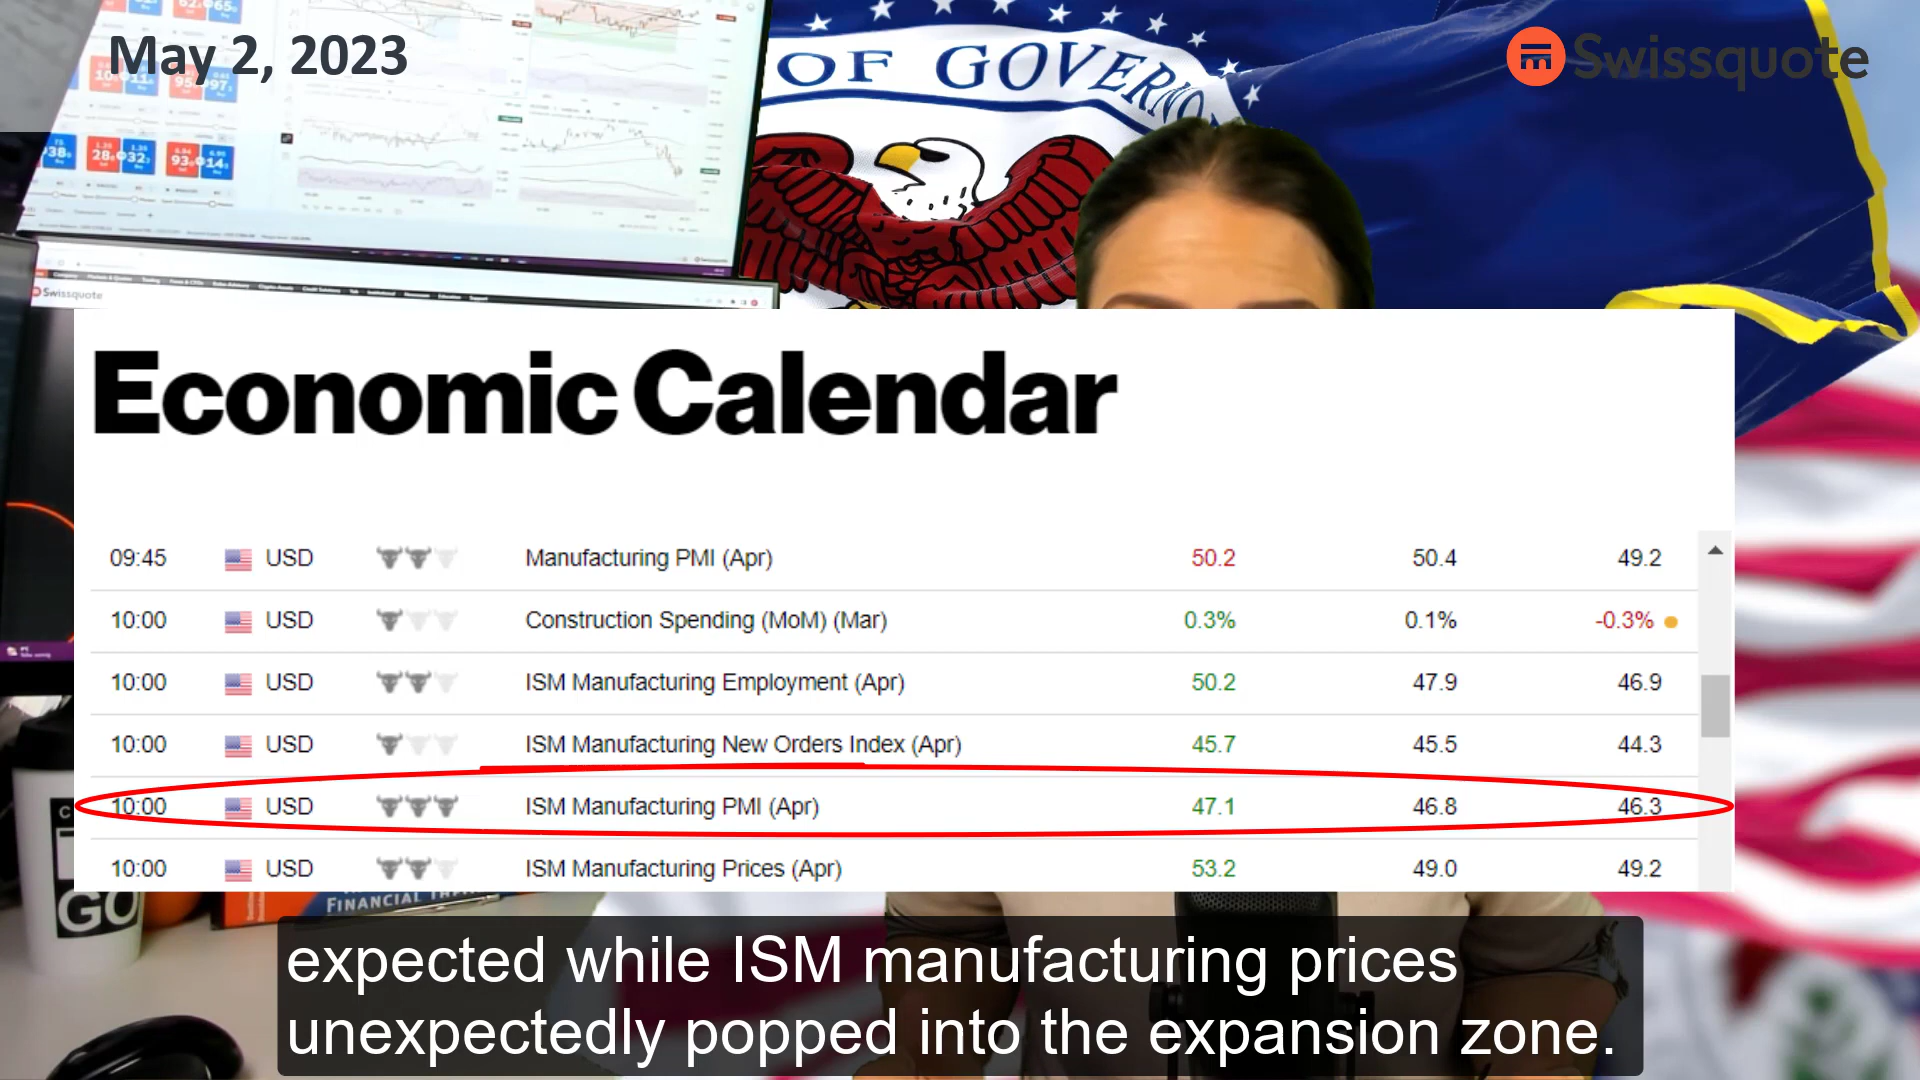 May 2, 2023
Swissquote
OF GOVERNO
Swissquote
Economic Calendar
09:45 USD Manufacturing PMI (Apr) 50.2 50.4 49.2
10:00 USD Construction Spending (MoM) (Mar) 0.3% 0.1% -0.3%
10:00 USD ISM Manufacturing Employment (Apr) 50.2 47.9 46.9
10:00 USD ISM Manufacturing New Orders Index (Apr) 45.7 45.5 44.3
10:00 USD ISM Manufacturing PMI (Apr) 47.1 46.8 46.3
10:00 USD ISM Manufacturing Prices (Apr) 53.2 49.0 49.2
GO
FINANCIAL
expected while ISM manufacturing prices
unexpectedly popped into the expansion zone.